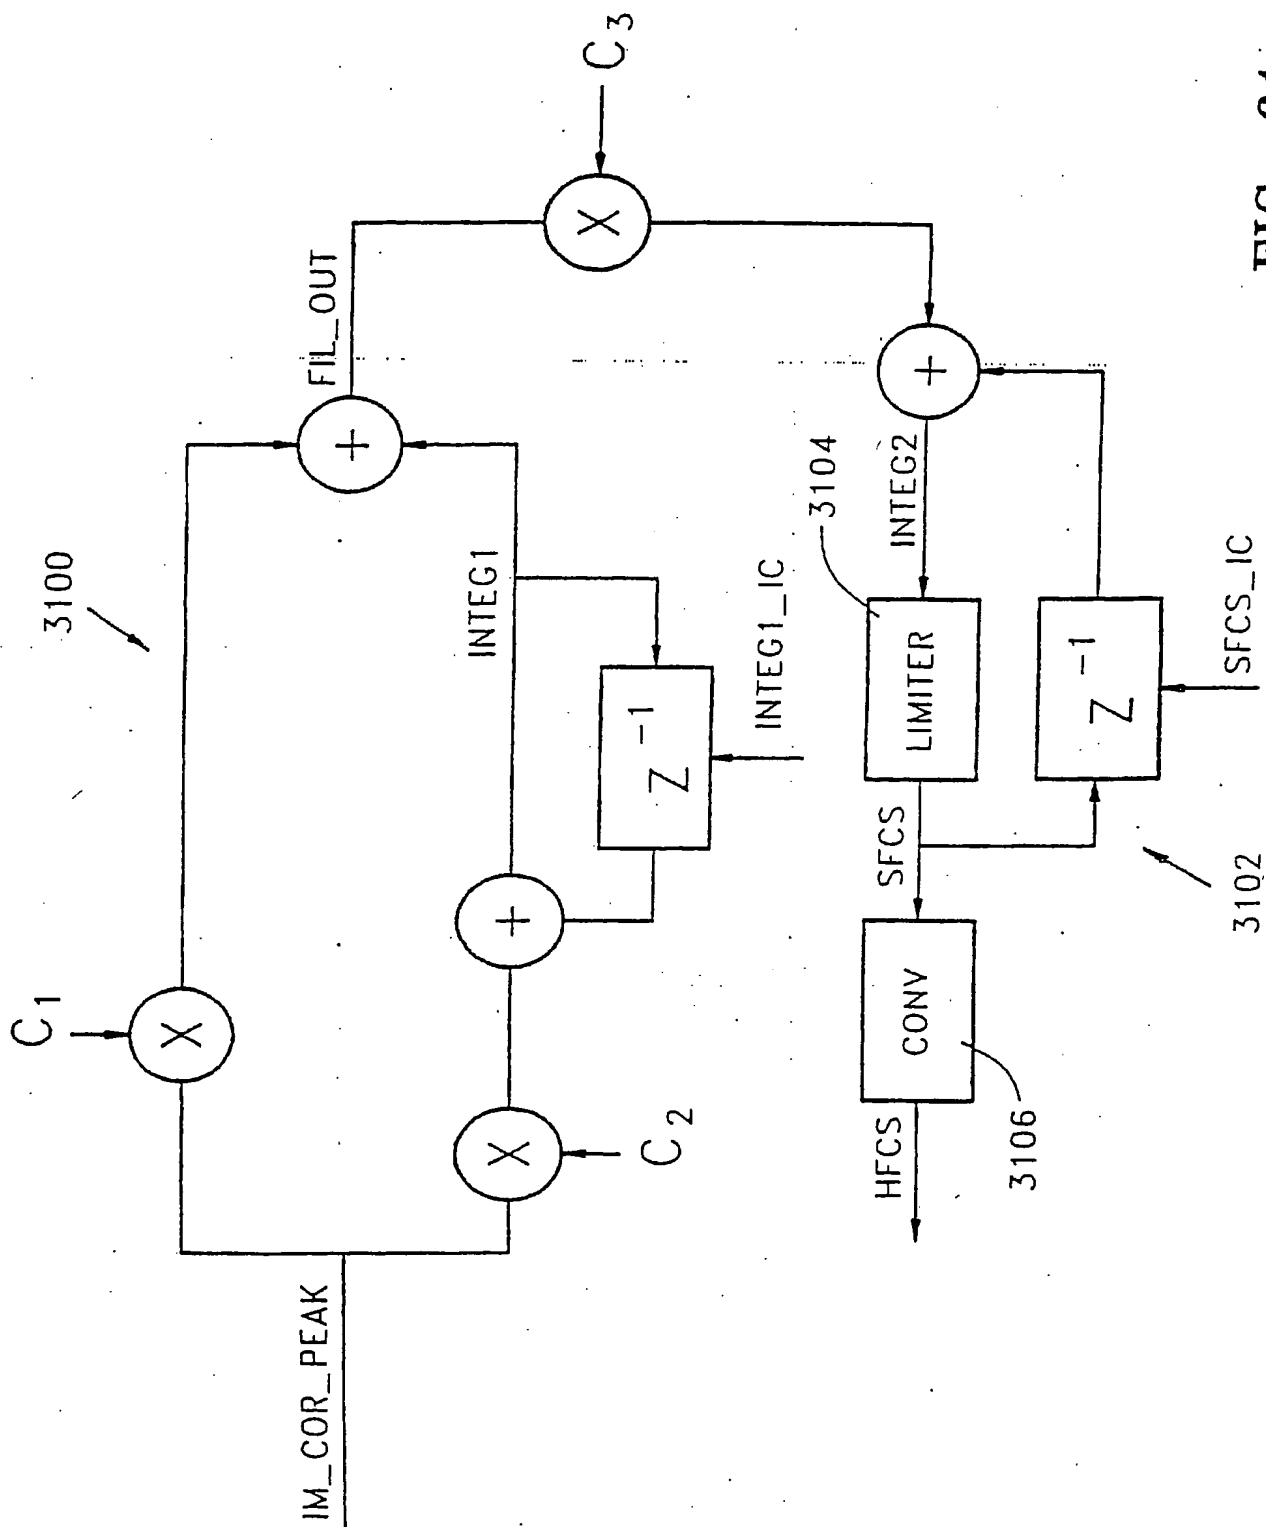 C1
3100
X
IM_COR_PEAK
FIL_OUT
+
INTEG1
X
+
C3
X
C2
Z-1
INTEG1_IC
3104
HFCS
SFCS
INTEG2
CONV
LIMITER
+
3106
Z-1
3102
SFCS_IC
FIG.